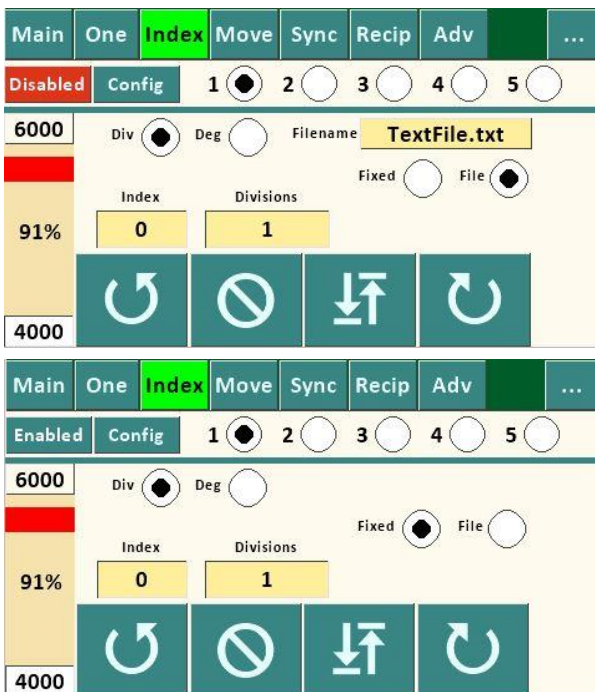 Main One Index Move Sync Recip Adv ...
Disabled Config 1 2 3 4 5
6000 Div Deg Filename TextFile.txt
Fixed File
Index Divisions
91% 0 1
4000
Main One Index Move Sync Recip Adv ...
Enabled Config 1 2 3 4 5
6000 Div Deg
Fixed File
Index Divisions
91% 0 1
4000